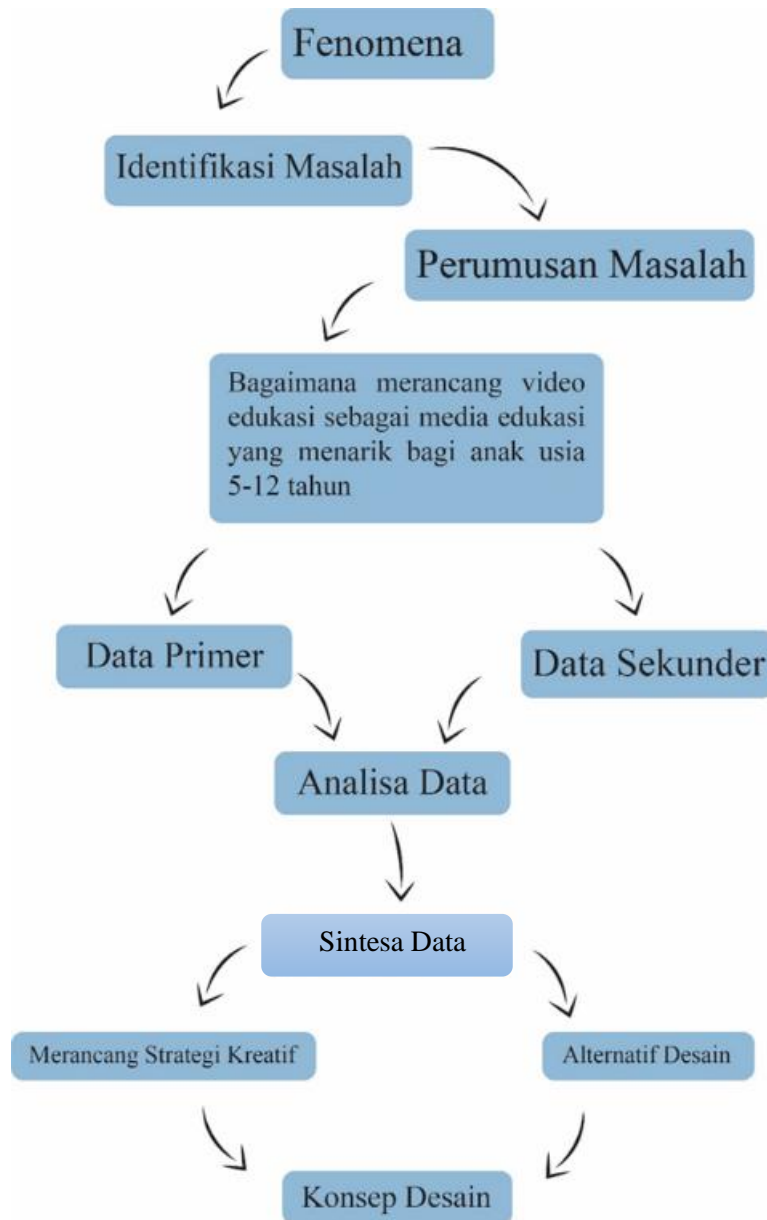 Fenomena
Identifikasi Masalah
Perumusan Masalah
Bagaimana merancang video
edukasi sebagai media edukasi
yang menarik bagi anak usia
5-12 tahun
Data Primer
Data Sekunder
Analisa Data
Sintesa Data
Merancang Strategi Kreatif
Alternatif Desain
Konsep Desain